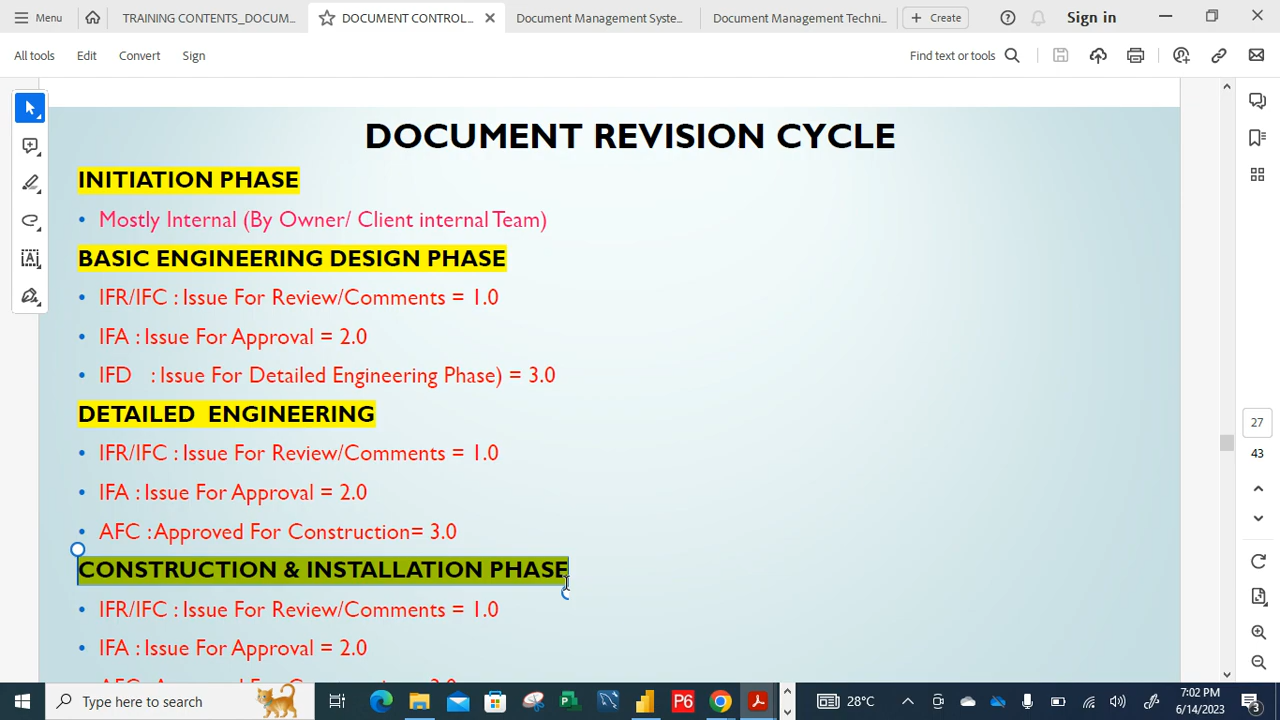 Menu
TRAINING CONTENTS_DOCUM...
DOCUMENT CONTROL...
Document Management Syste...
Document Management Techni...
Create
Sign in
All tools Edit Convert Sign
Find text or tools
DOCUMENT REVISION CYCLE
INITIATION PHASE
• Mostly Internal (By Owner/ Client internal Team)
BASIC ENGINEERING DESIGN PHASE
• IFR/IFC : Issue For Review/Comments = 1.0
• IFA : Issue For Approval = 2.0
• IFD : Issue For Detailed Engineering Phase) = 3.0
DETAILED ENGINEERING
• IFR/IFC : Issue For Review/Comments = 1.0
• IFA : Issue For Approval = 2.0
• AFC : Approved For Construction= 3.0
CONSTRUCTION & INSTALLATION PHASE
• IFR/IFC : Issue For Review/Comments = 1.0
• IFA : Issue For Approval = 2.0
27
43
Type here to search
P6
28°C
7:02 PM
6/14/2023
3